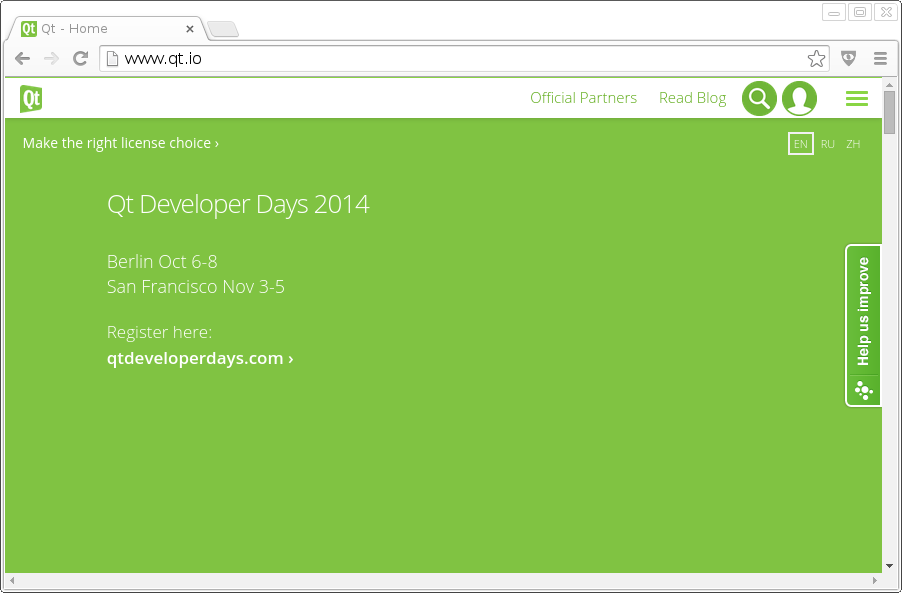 Qt Qt - Home
www.qt.io
Qt Official Partners Read Blog
Make the right license choice ›
EN RU ZH
Qt Developer Days 2014
Berlin Oct 6-8
San Francisco Nov 3-5
Register here:
qtdeveloperdays.com ›
Help us improve